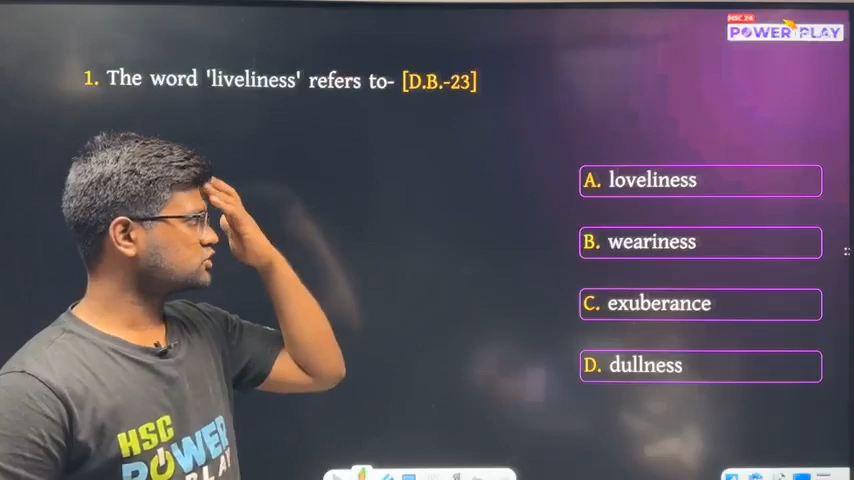 HSC 24
POWER PLAY
1. The word 'liveliness' refers to- [D.B.-23]
A. loveliness
B. weariness
C. exuberance
D. dullness
HSC
POWER
PLAY